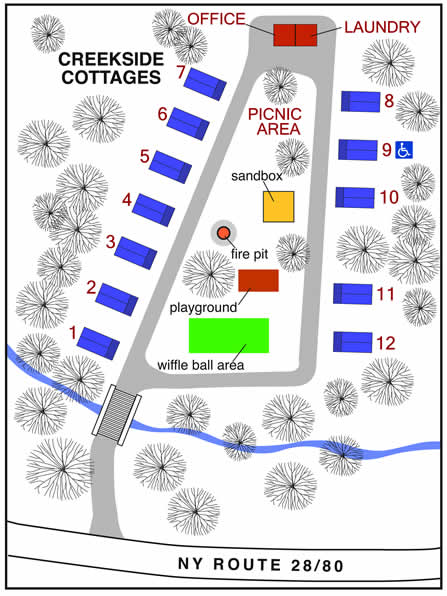 OFFICE
LAUNDRY
CREEKSIDE
COTTAGES
7
8
PICNIC
AREA
6
9
5
sandbox
10
4
3
fire pit
2
11
playground
1
12
wiffle ball area
NY ROUTE 28/80